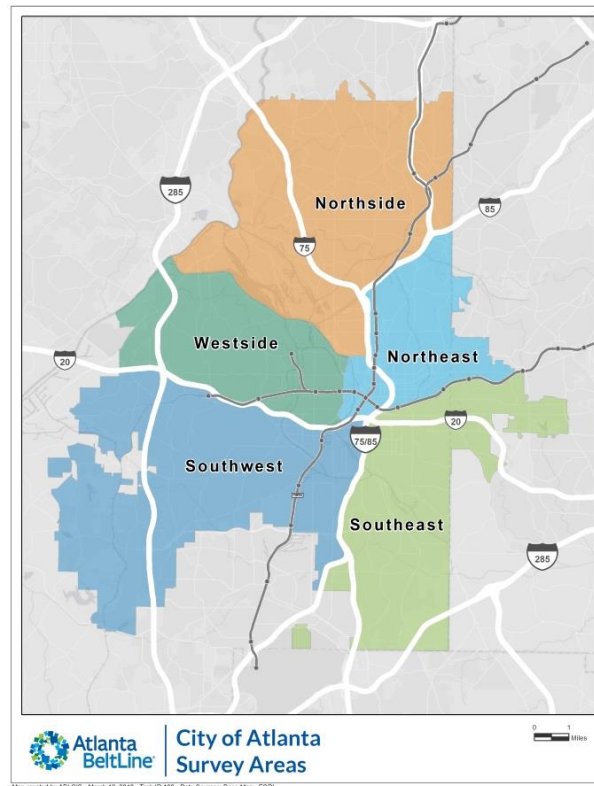 285
Northside
85
75
Westside
Northeast
20
75/85
20
Southwest
Southeast
285
Atlanta
BeltLine
City of Atlanta
Survey Areas
0 1
Miles